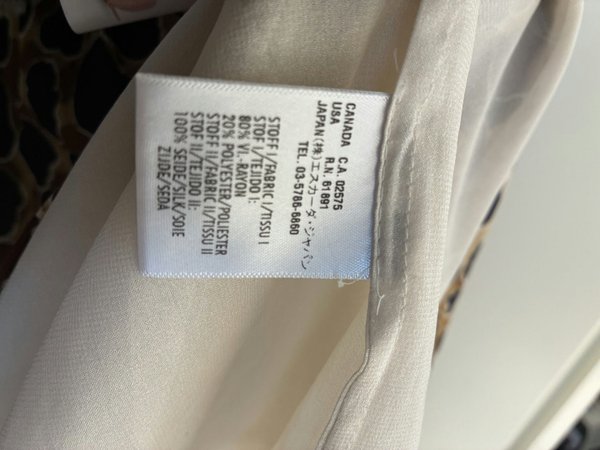 CANADA C.A. 02575
USA R.N. 81891
JAPAN(株)エスカーダ・ジャパン
TEL. 03-5786-6860
STOFF I/FABRIC I/TISSU I
STOF I/TEJIDO I:
80% VI.-RAYON
20% POLYESTER/POLIESTER
STOFF II/FABRIC II/TISSU II
STOF II/TEJIDO II:
100% SEIDE/SILK/SOIE
ZIJDE/SEDA